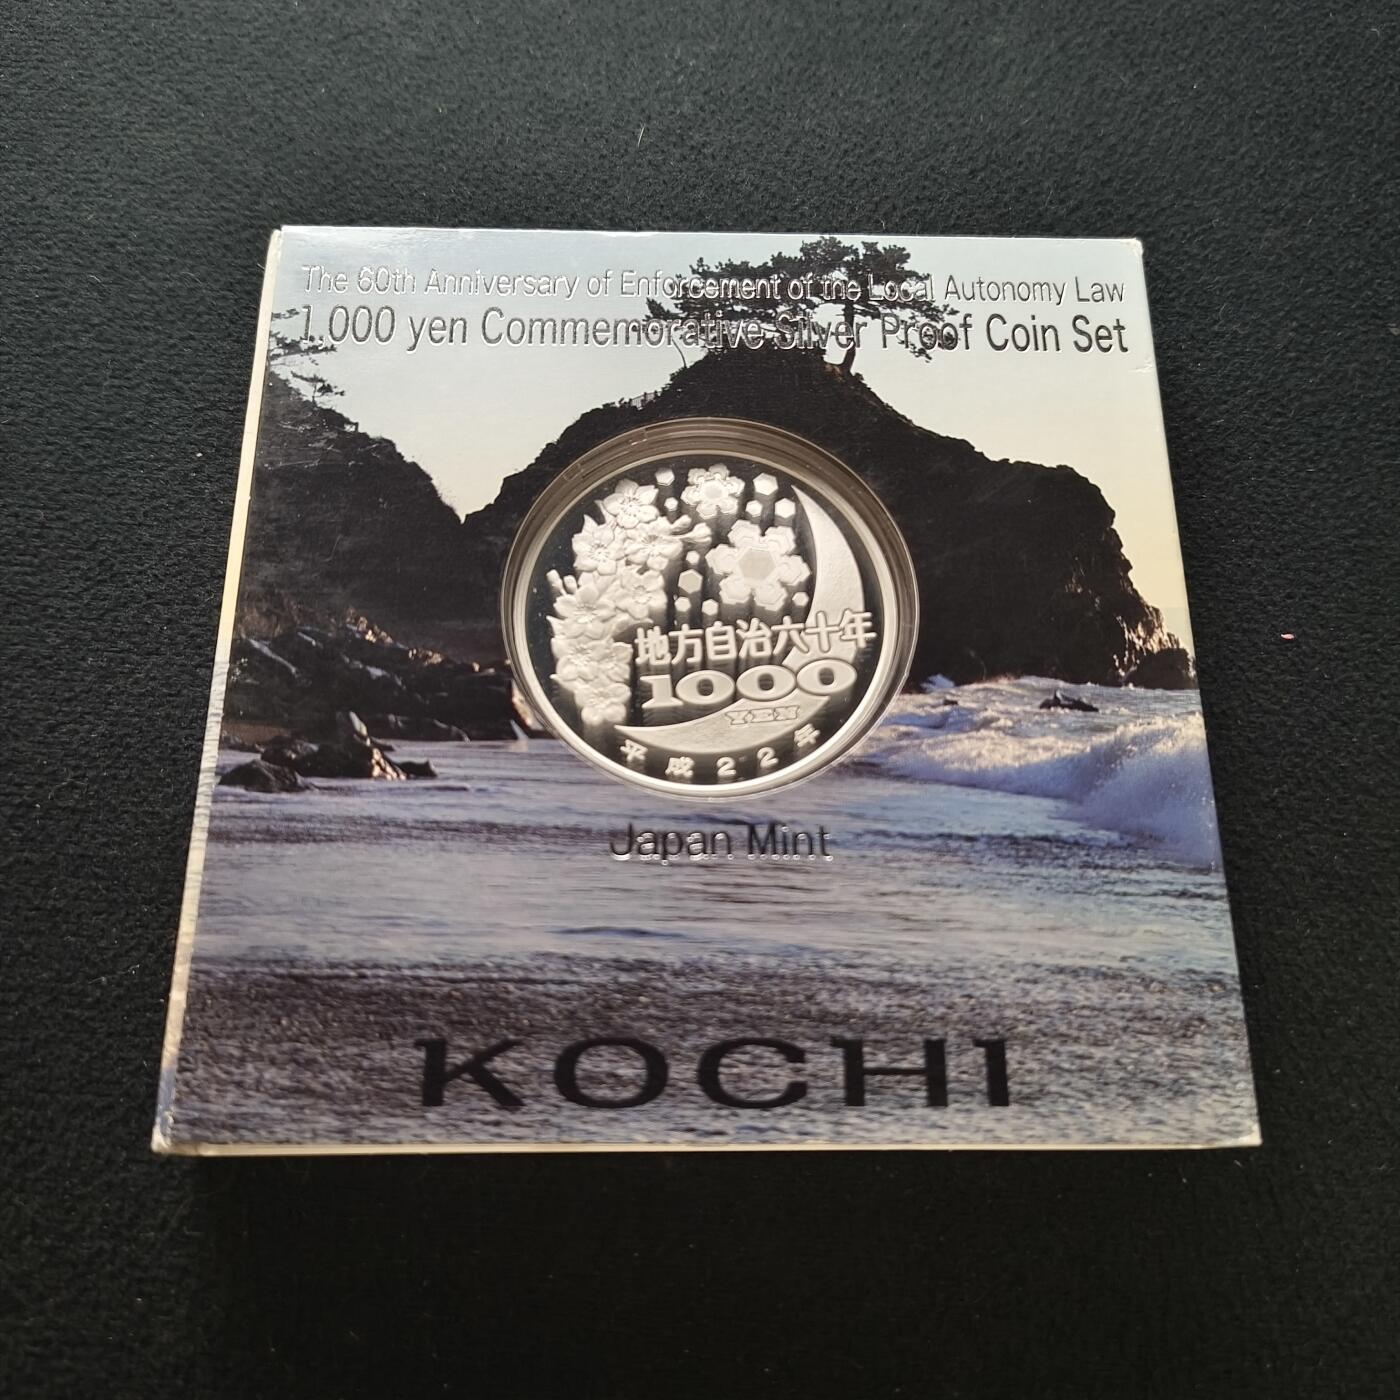 The 60th Anniversary of Enforcement of the Local Autonomy Law
1,000 yen Commemorative Silver Proof Coin Set
地方自治六十年
1000
YEN
平成22年
Japan Mint
KOCHI